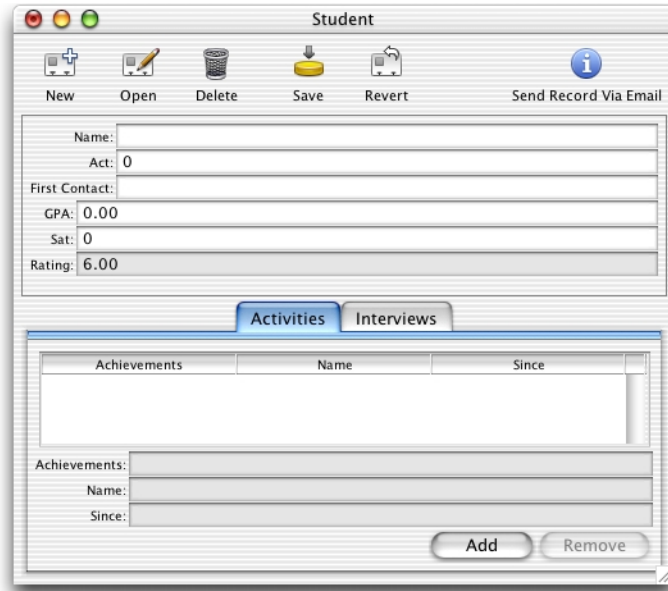 Student
New Open Delete Save Revert Send Record Via Email
Name:
Act: 0
First Contact:
GPA: 0.00
Sat: 0
Rating: 6.00
Activities Interviews
Achievements Name Since
Achievements:
Name:
Since:
Add Remove